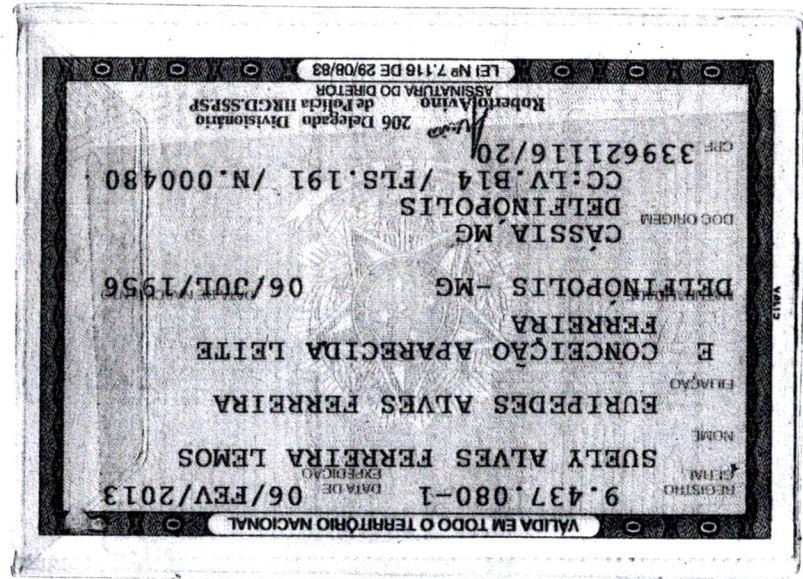 VÁLIDA EM TODO O TERRITÓRIO NACIONAL
REGISTRO GERAL 9.437.080-1 DATA DE EXPEDIÇÃO 06/FEV/2013
NOME SUELY ALVES FERREIRA LEMOS
FILIAÇÃO EURIPEDES ALVES FERREIRA
E CONCEIÇÃO APARECIDA LEITE
FERREIRA
DELFINÓPOLIS -MG 06/JUL/1956
DOC ORIGEM CÁSSIA MG
DELFINÓPOLIS
CC:LV.B14 /FLS.191 /N.000480
CPF 339621116/20
206 Delegado Divisionário
de Polícia IIRGD.SSP.SP
Roberto Avino
ASSINATURA DO DIRETOR
LEI Nº 7.116 DE 29/08/83